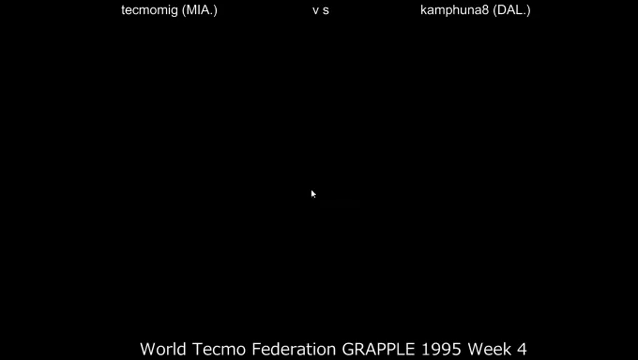 tecmomig (MIA.) v s kamphuna8 (DAL.)
World Tecmo Federation GRAPPLE 1995 Week 4